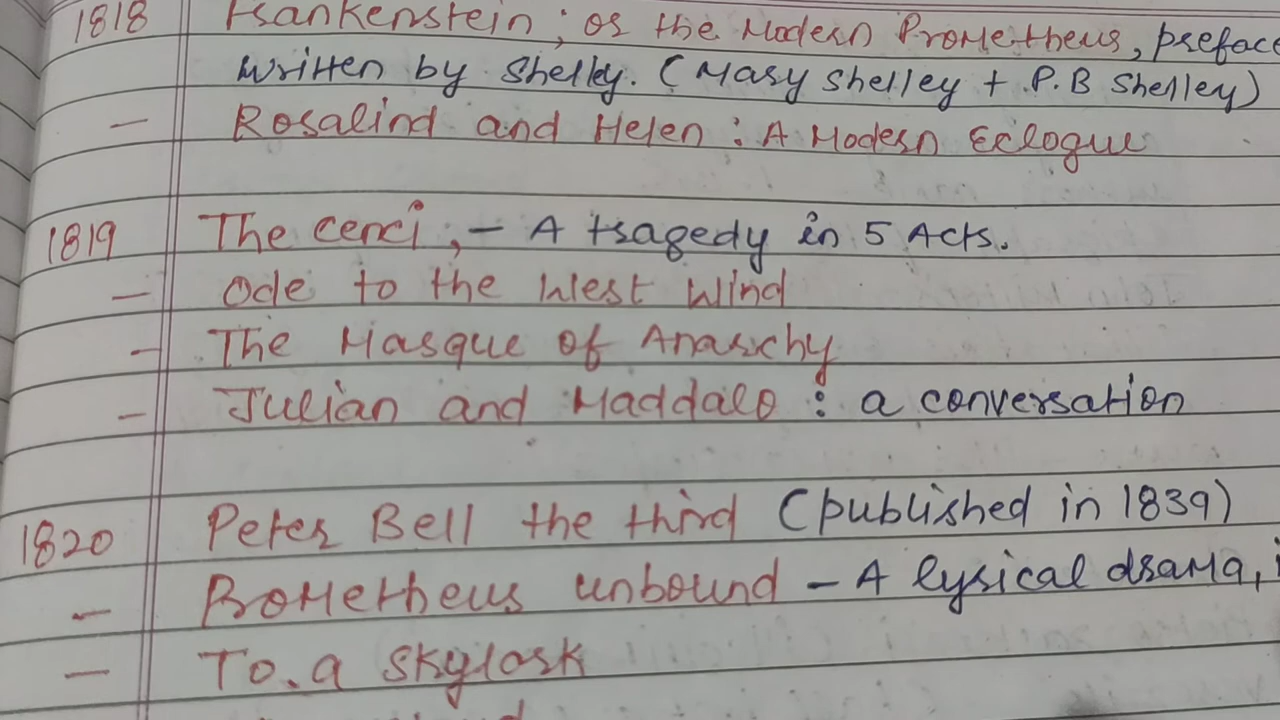 1818 Frankenstein; or the Modern Prometheus, preface
written by Shelley. (Mary Shelley + P.B Shelley)
— Rosalind and Helen : A Modern Eclogue
1819 The Cenci, - A tragedy in 5 Acts.
— Ode to the West Wind
— The Masque of Anarchy
— Julian and Maddalo : a conversation
1820 Peter Bell the third (published in 1839)
— Prometheus unbound - A lyrical drama,
— To. a Skylark